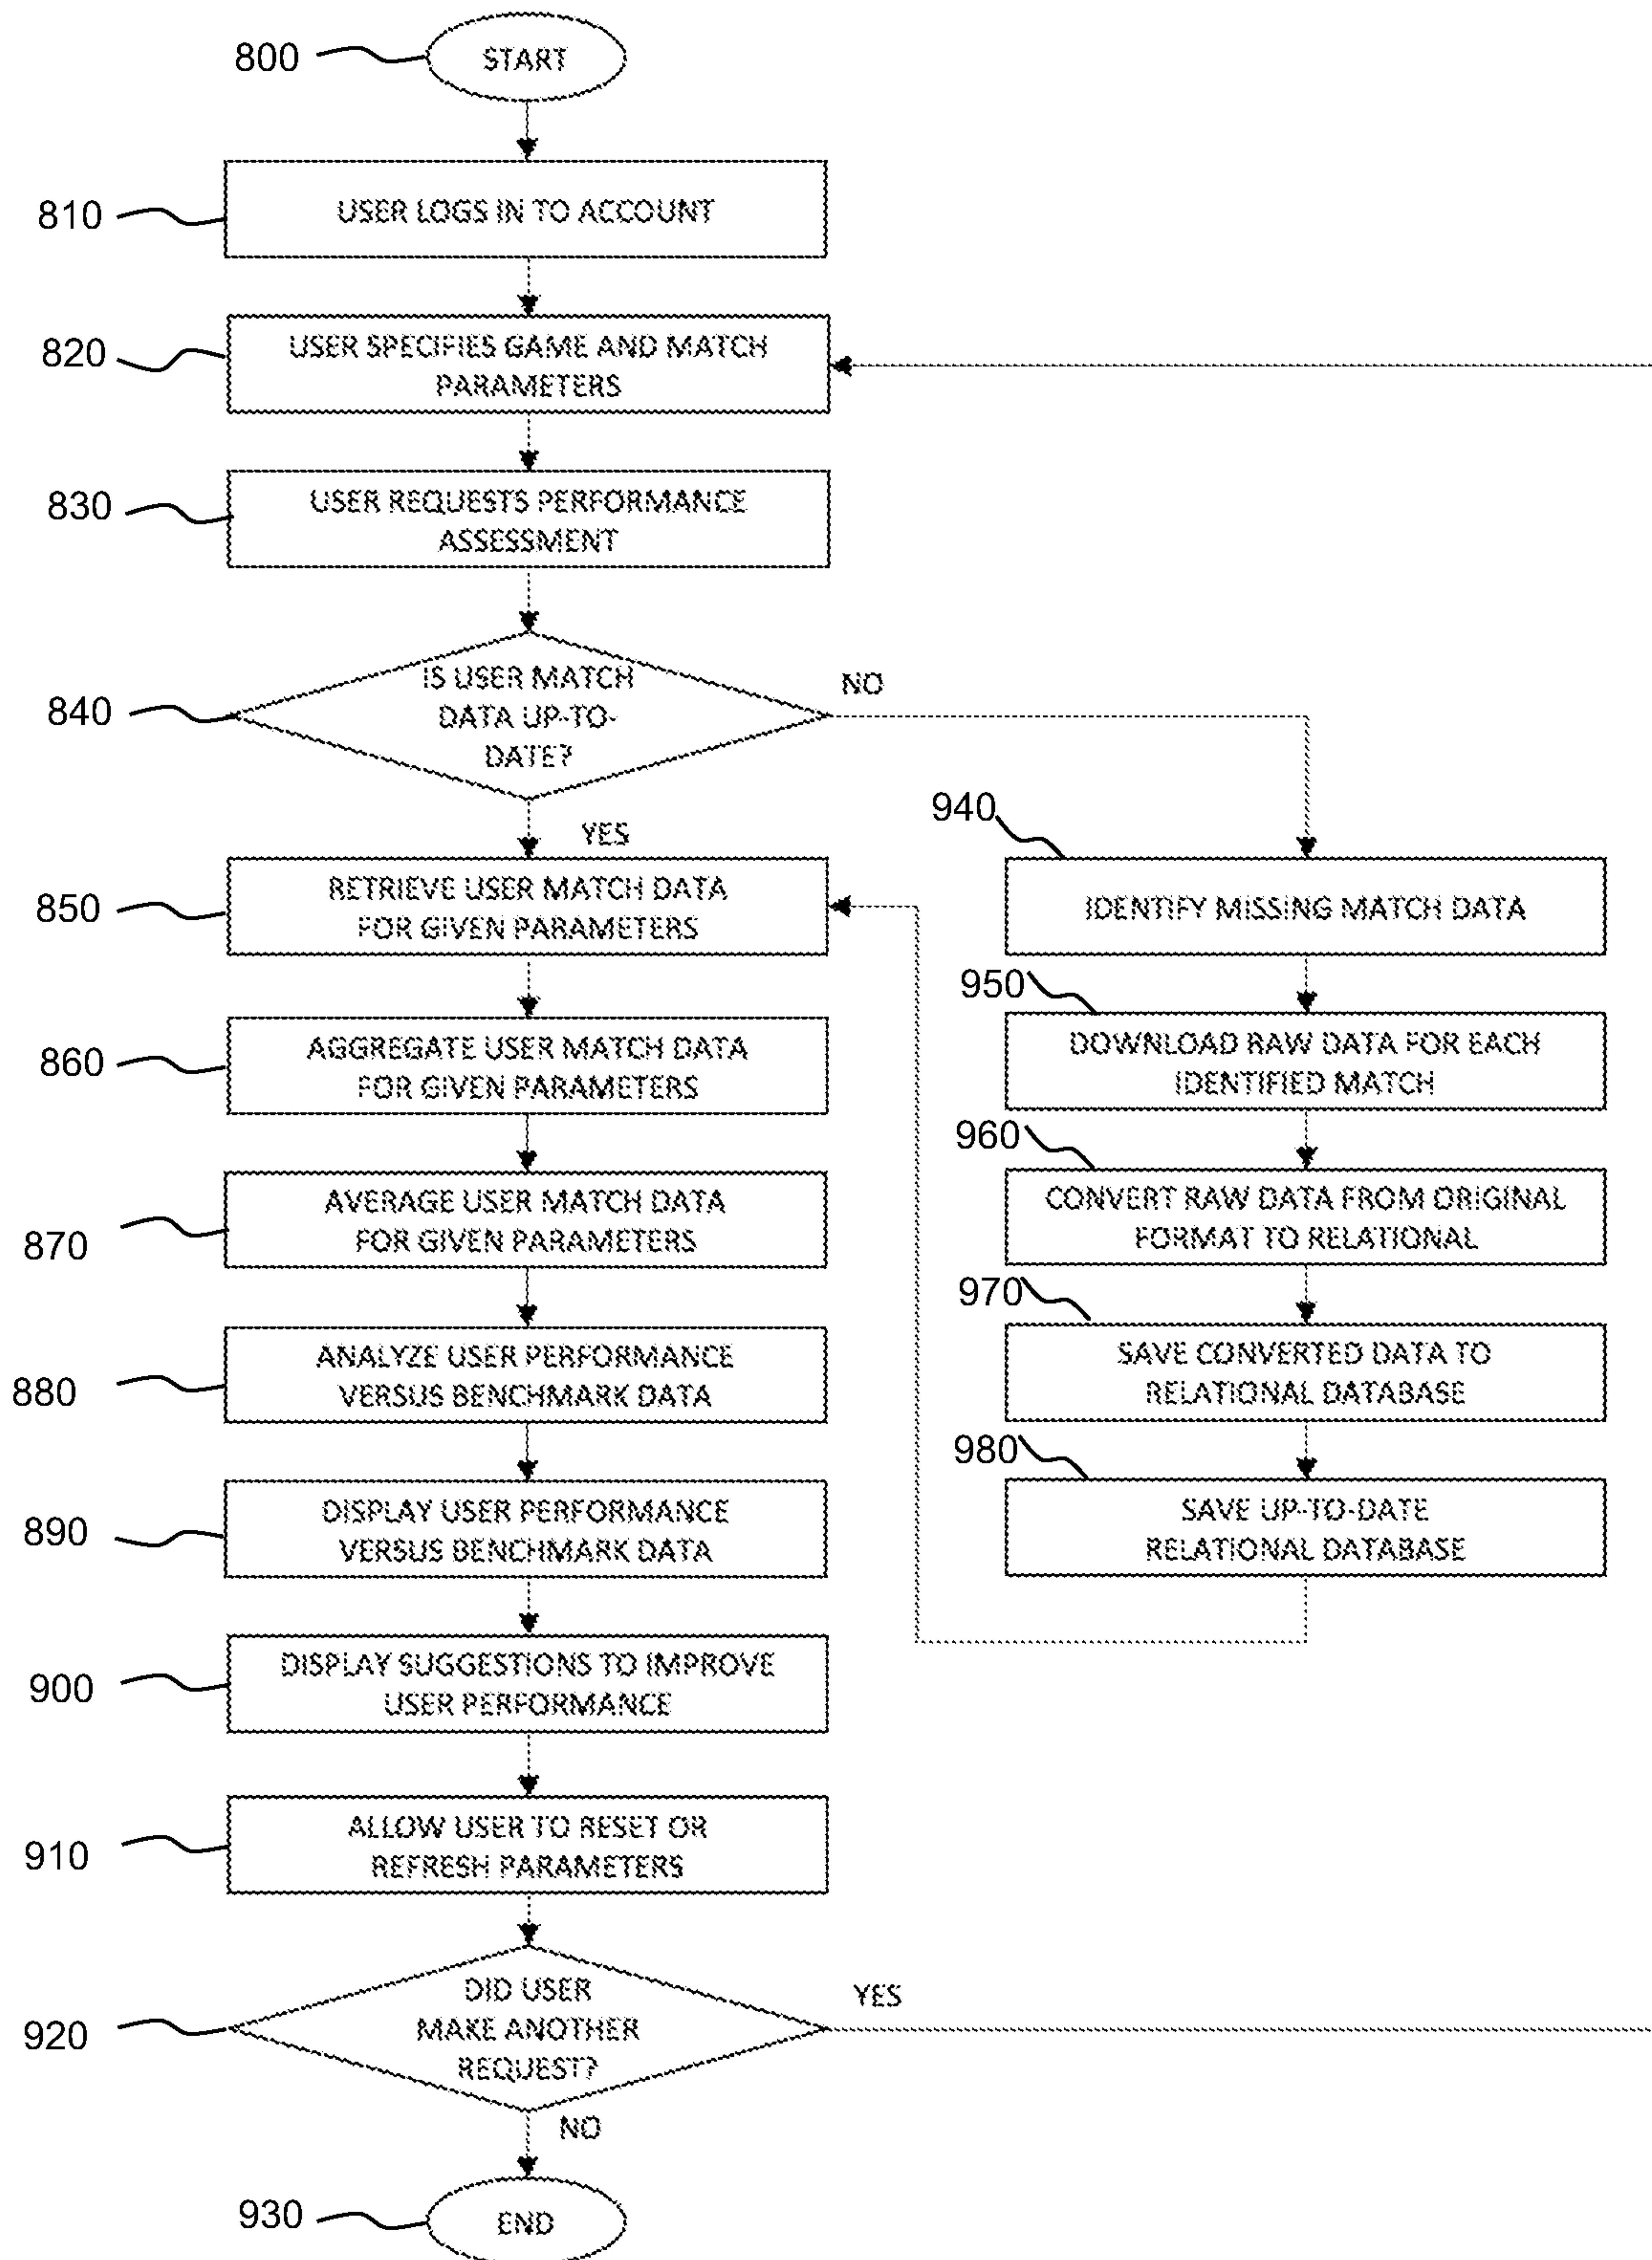 800
START
810
USER LOGS IN TO ACCOUNT
820
USER SPECIFIES GAME AND MATCH
PARAMETERS
830
USER REQUESTS PERFORMANCE
ASSESSMENT
840
IS USER MATCH
DATA UP-TO-
DATE?
NO
YES
850
RETRIEVE USER MATCH DATA
FOR GIVEN PARAMETERS
860
AGGREGATE USER MATCH DATA
FOR GIVEN PARAMETERS
870
AVERAGE USER MATCH DATA
FOR GIVEN PARAMETERS
880
ANALYZE USER PERFORMANCE
VERSUS BENCHMARK DATA
890
DISPLAY USER PERFORMANCE
VERSUS BENCHMARK DATA
900
DISPLAY SUGGESTIONS TO IMPROVE
USER PERFORMANCE
910
ALLOW USER TO RESET OR
REFRESH PARAMETERS
920
DID USER
MAKE ANOTHER
REQUEST?
YES
NO
930
END
940
IDENTIFY MISSING MATCH DATA
950
DOWNLOAD RAW DATA FOR EACH
IDENTIFIED MATCH
960
CONVERT RAW DATA FROM ORIGINAL
FORMAT TO RELATIONAL
970
SAVE CONVERTED DATA TO
RELATIONAL DATABASE
980
SAVE UP-TO-DATE
RELATIONAL DATABASE